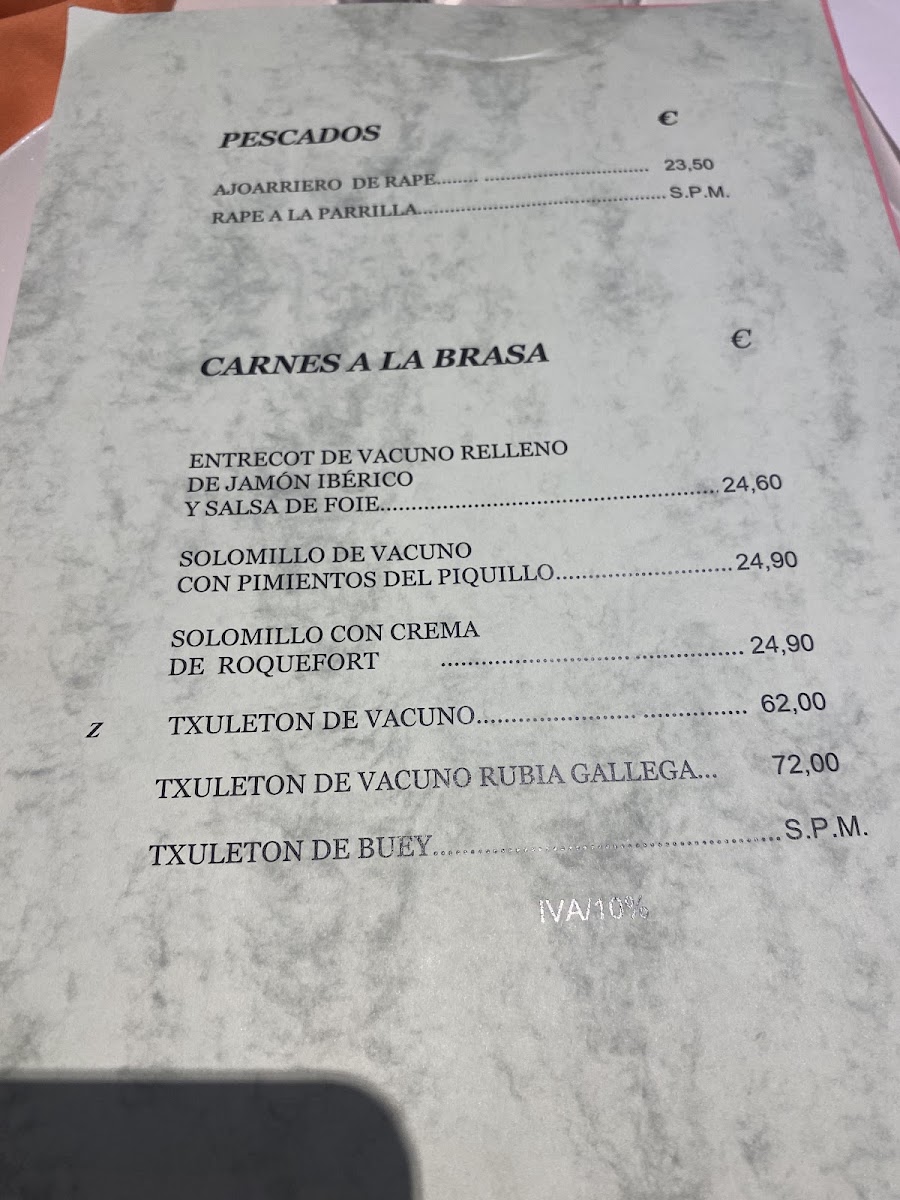 PESCADOS €
AJOARRIERO DE RAPE........ ................................. 23,50
RAPE A LA PARRILLA.................................................. S.P.M.
CARNES A LA BRASA €
ENTRECOT DE VACUNO RELLENO
DE JAMÓN IBÉRICO
Y SALSA DE FOIE......................................................24,60
SOLOMILLO DE VACUNO
CON PIMIENTOS DEL PIQUILLO............................24,90
SOLOMILLO CON CREMA
DE ROQUEFORT .............................. ................. 24,90
Z TXULETON DE VACUNO......................... ................ 62,00
TXULETON DE VACUNO RUBIA GALLEGA... 72,00
TXULETON DE BUEY......................................................S.P.M.
IVA/10%